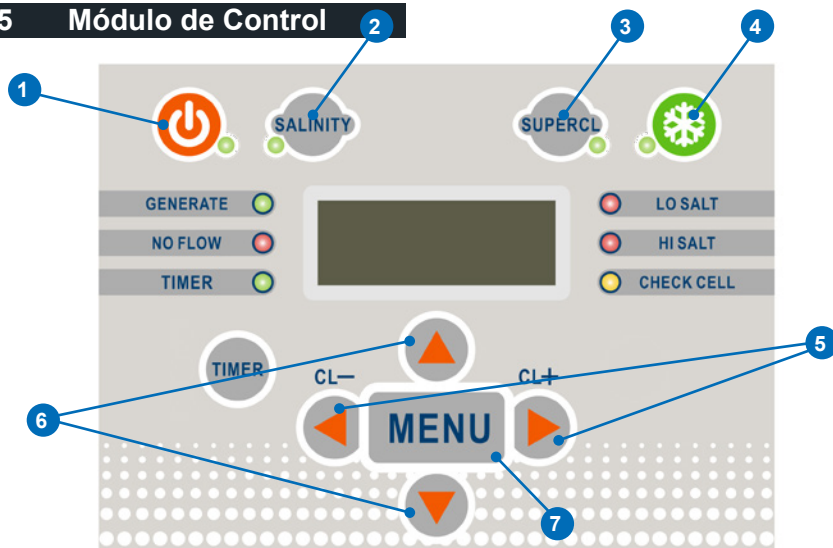 5 Módulo de Control
2
3
4
1
SALINITY
SUPERCL
GENERATE
LO SALT
NO FLOW
HI SALT
TIMER
CHECK CELL
5
TIMER
CL—
CL+
6
MENU
7